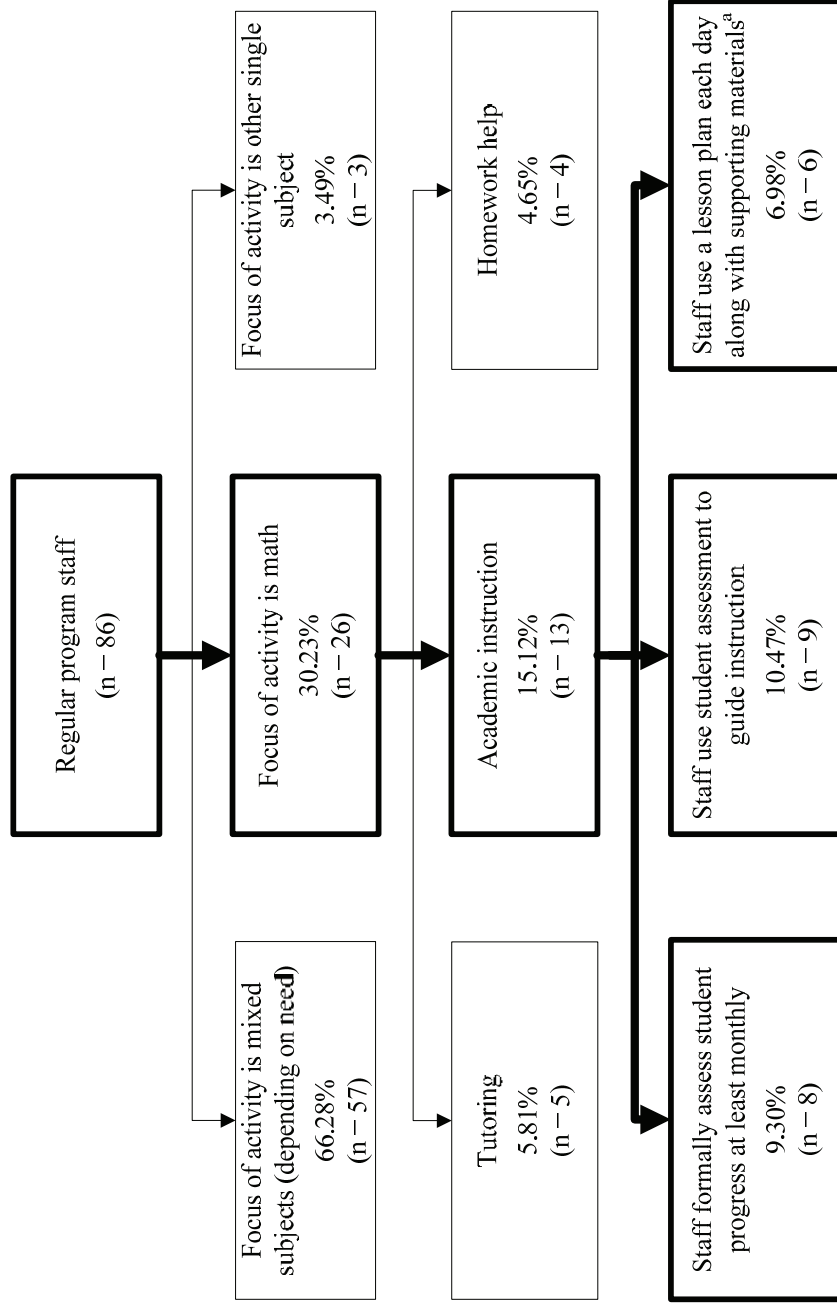 Regular program staff
(n − 86)
Focus of activity is mixed
subjects (depending on need)
66.28%
(n − 57)
Focus of activity is math
30.23%
(n − 26)
Focus of activity is other single
subject
3.49%
(n − 3)
Tutoring
5.81%
(n − 5)
Academic instruction
15.12%
(n − 13)
Homework help
4.65%
(n − 4)
Staff formally assess student
progress at least monthly
9.30%
(n − 8)
Staff use student assessment to
guide instruction
10.47%
(n − 9)
Staff use a lesson plan each day
along with supporting materialsᵃ
6.98%
(n − 6)